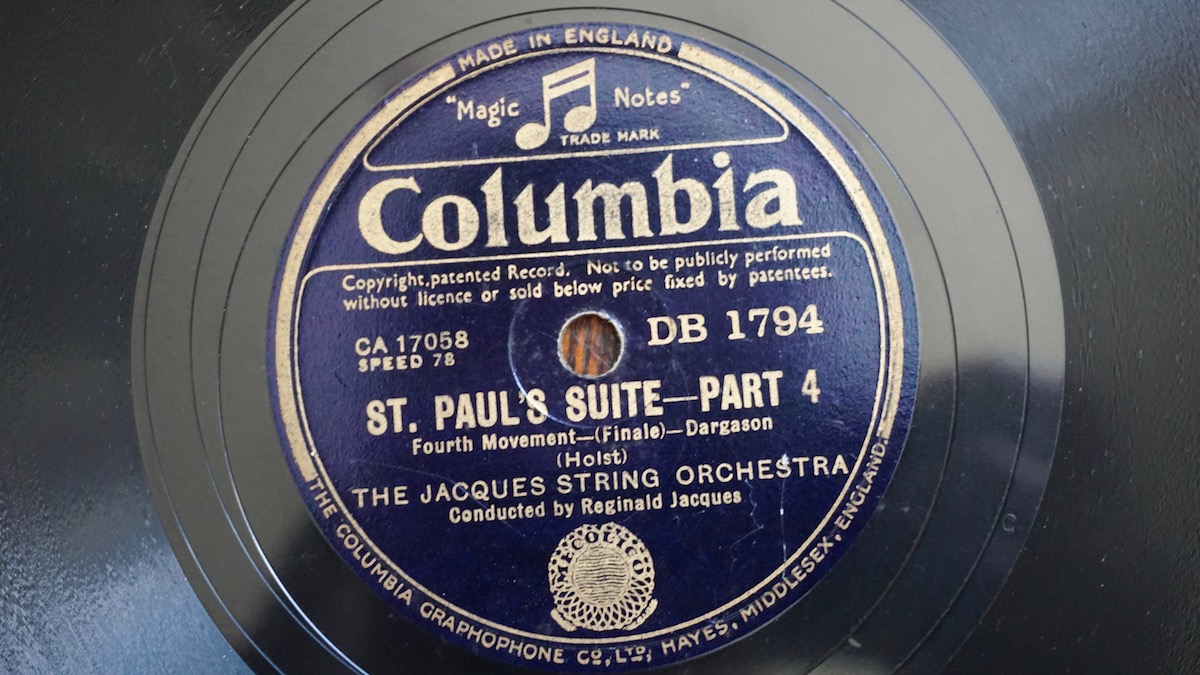 MADE IN ENGLAND
"Magic Notes"
TRADE MARK
Columbia
Copyright, patented Record. Not to be publicly performed
without licence or sold below price fixed by patentees.
CA 17058
SPEED 78
DB 1794
ST. PAUL'S SUITE—PART 4
Fourth Movement—(Finale)—Dargason
(Holst)
THE JACQUES STRING ORCHESTRA
Conducted by Reginald Jacques
MECOLICO
THE COLUMBIA GRAPHOPHONE CO, LTD, HAYES, MIDDLESEX, ENGLAND.